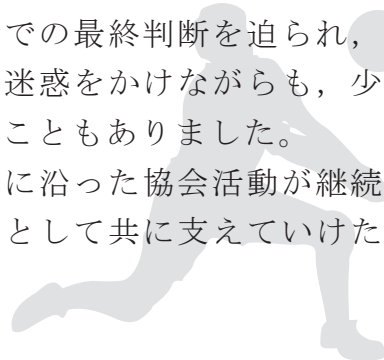 での最終判断を迫られ，
迷惑をかけながらも，少
こともありました。
に沿った協会活動が継続
として共に支えていけた